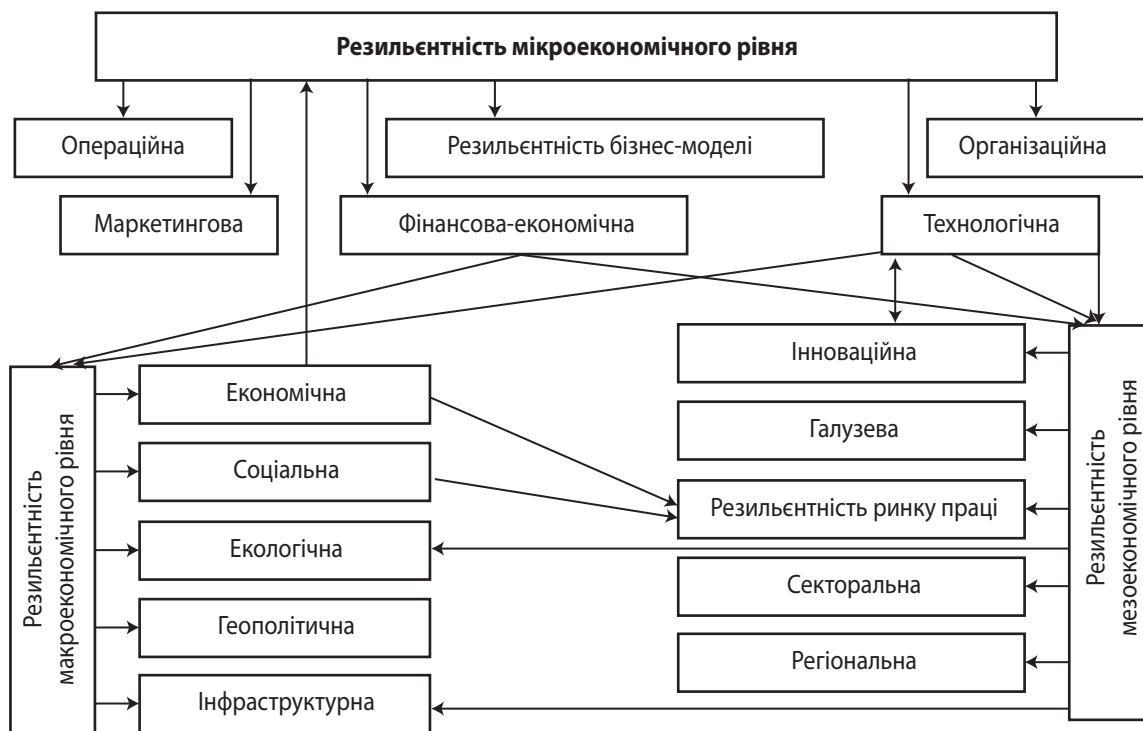 Резильєнтність мікроекономічного рівня
Операційна
Резильєнтність бізнес-моделі
Організаційна
Маркетингова
Фінансова-економічна
Технологічна
Резильєнтність
макроекономічного рівня
Економічна
Соціальна
Екологічна
Геополітична
Інфраструктурна
Інноваційна
Галузева
Резильєнтність ринку праці
Секторальна
Регіональна
Резильєнтність
мезоекономічного рівня